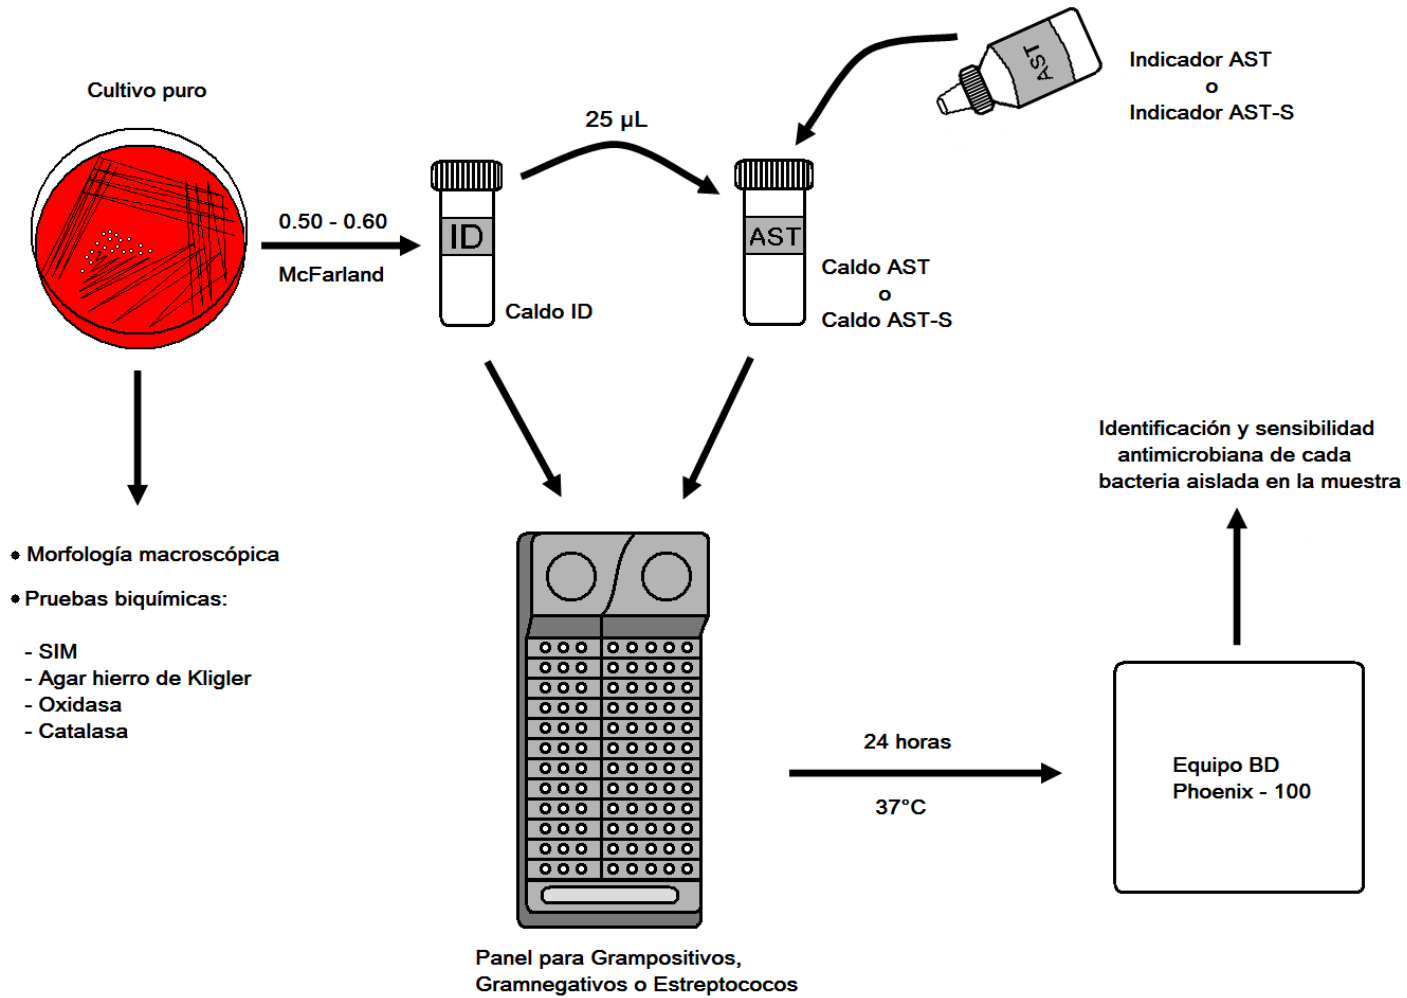 Cultivo puro
0.50 - 0.60
McFarland
ID
Caldo ID
25 µL
AST
Caldo AST
o
Caldo AST-S
AST
Indicador AST
o
Indicador AST-S
• Morfología macroscópica
• Pruebas biquímicas:
- SIM
- Agar hierro de Kligler
- Oxidasa
- Catalasa
Panel para Grampositivos,
Gramnegativos o Estreptococos
24 horas
37°C
Equipo BD
Phoenix - 100
Identificación y sensibilidad
antimicrobiana de cada
bacteria aislada en la muestra